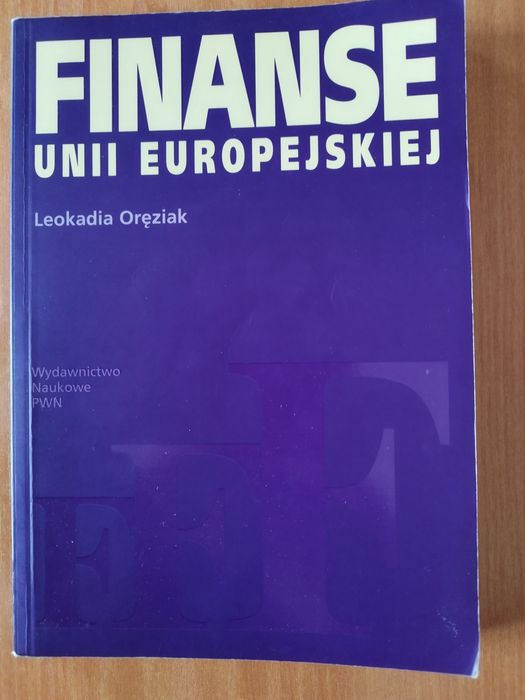 FINANSE
UNII EUROPEJSKIEJ
Leokadia Oręziak
Wydawnictwo
Naukowe
PWN
F
F
F